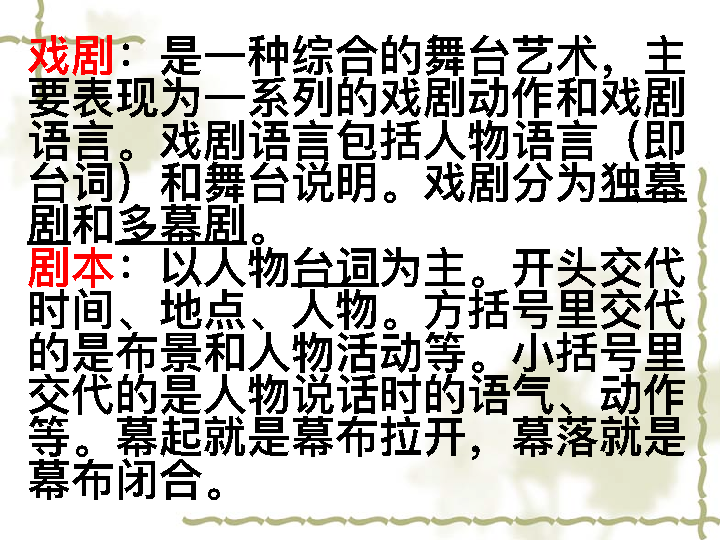 戏剧：是一种综合的舞台艺术，主
要表现为一系列的戏剧动作和戏剧
语言。戏剧语言包括人物语言（即
台词）和舞台说明。戏剧分为独幕
剧和多幕剧。
剧本：以人物台词为主。开头交代
时间、地点、人物。方括号里交代
的是布景和人物活动等。小括号里
交代的是人物说话时的语气、动作
等。幕起就是幕布拉开，幕落就是
幕布闭合。